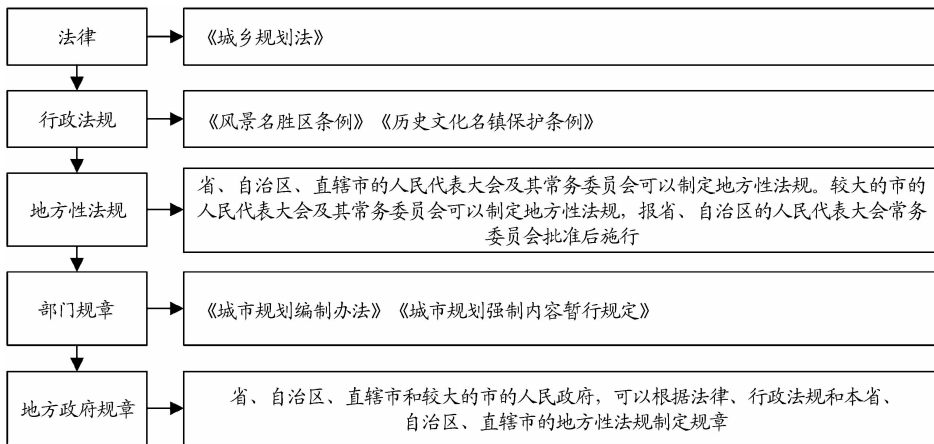 法律
《城乡规划法》
行政法规
《风景名胜区条例》《历史文化名镇保护条例》
地方性法规
省、自治区、直辖市的人民代表大会及其常务委员会可以制定地方性法规。较大的市的
人民代表大会及其常务委员会可以制定地方性法规,报省、自治区的人民代表大会常务
委员会批准后施行
部门规章
《城市规划编制办法》《城市规划强制内容暂行规定》
地方政府规章
省、自治区、直辖市和较大的市的人民政府,可以根据法律、行政法规和本省、
自治区、直辖市的地方性法规制定规章